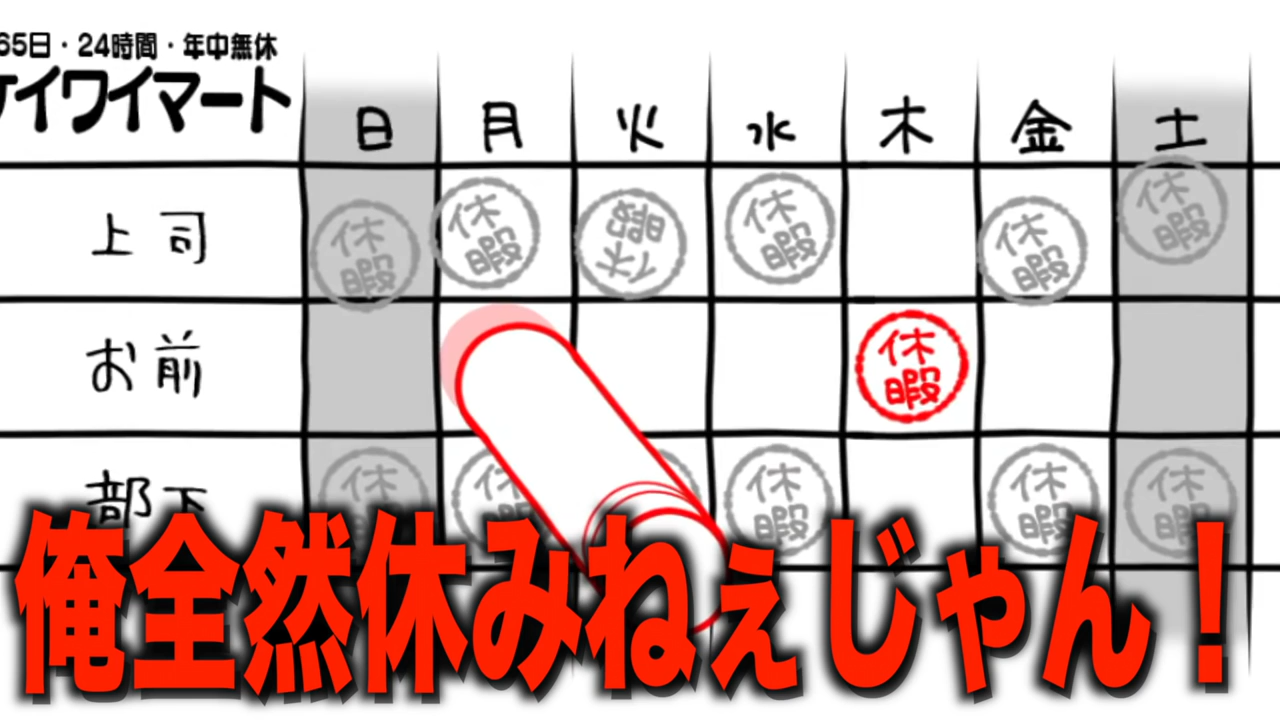 65日・24時間・年中無休
ケイワイマート
日 月 火 水 木 金 土
上司 休暇 休暇 休暇 休暇 休暇 休暇
お前 休暇
部下 休暇 休 休暇 休暇 休暇
俺全然休みねぇじゃん！